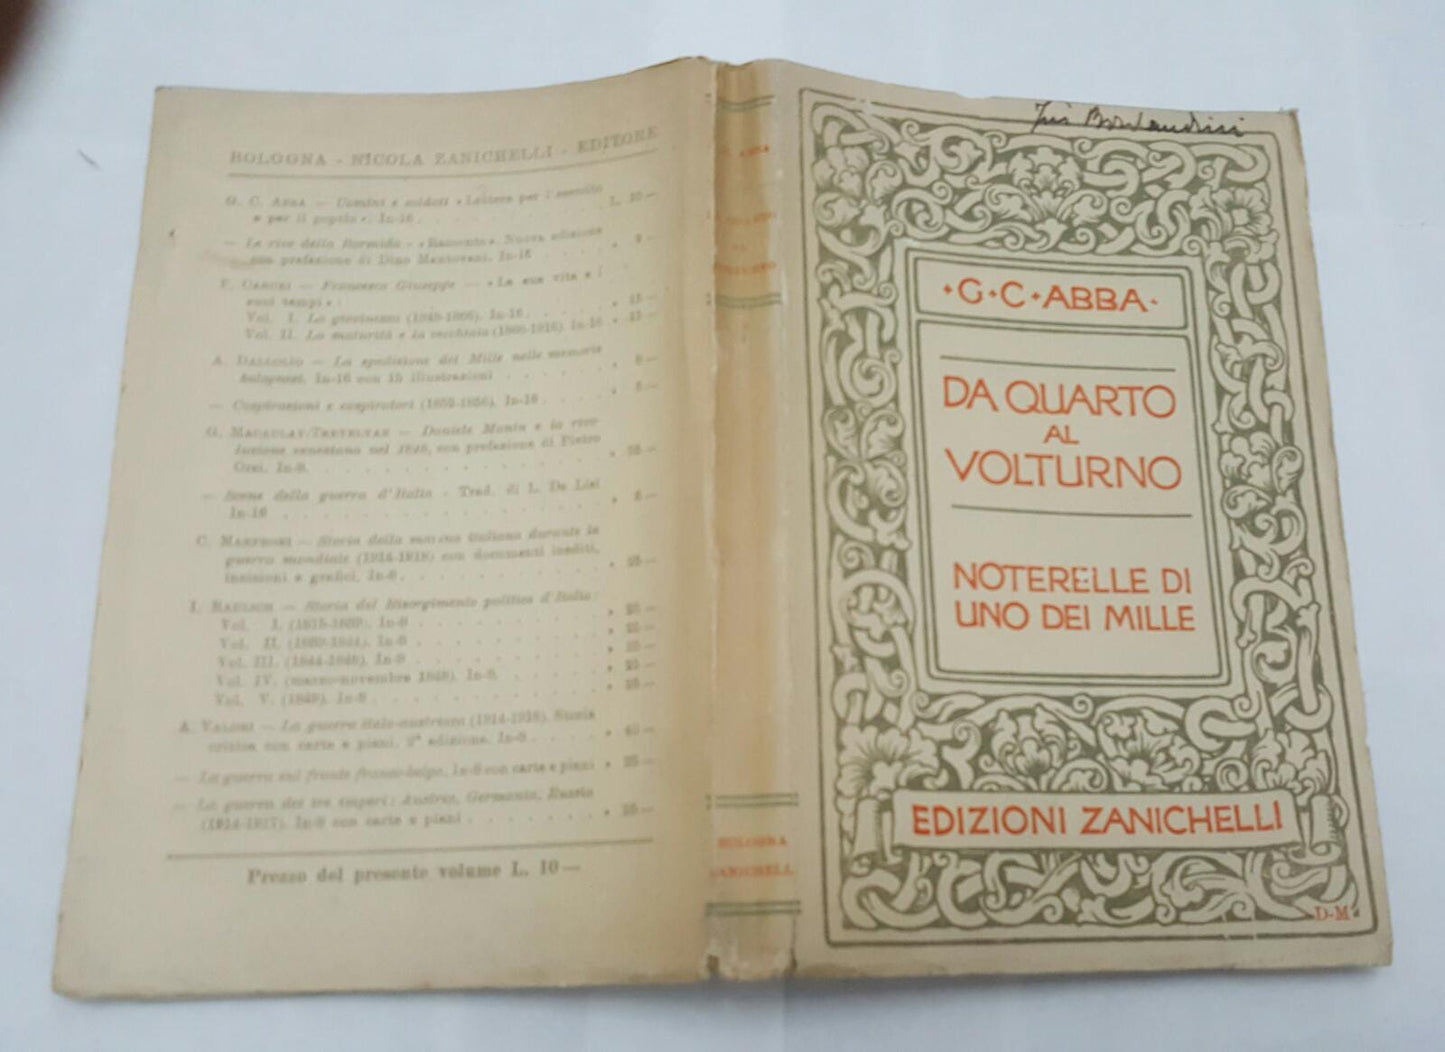 BOLOGNA - NICOLA ZANICHELLI - EDITORE
G. C. ABBA — Uomini e soldati « Letture per l'esercito L. 10 —
e per il popolo ». In-16
— Le rive della Bormida - « Romanzo ». Nuova edizione
con prefazione di Dino Mantovani. In-16
Francesco Giuseppe — « La sua vita e i
suoi tempi » :
Vol. I. La giovinezza In-16
Vol. II. La maturità e la vecchiaia (1866-1916). In-16
A. DALLOLIO — La spedizione dei Mille nelle memorie
bolognesi. In-16 con 15 illustrazioni
— Cospirazioni e cospiratori (1852-1856). In-16
G. MACAULAY-TREVELYAN — Daniele Manin e la rivo-
luzione veneziana nel 1848, con prefazione di Pietro
Orsi. In-8.
— Scene della guerra d'Italia - Trad. di L. De Lisi
In-16
C. MANFRONI — Storia della marina italiana durante la
guerra mondiale (1914-1918) con documenti inediti,
incisioni e grafici. In-8.
I. RAULICH — Storia del Risorgimento politico d'Italia :
Vol. I. In-8
Vol. II. In-8
Vol. III. (1844-1848). In-8
Vol. IV. (marzo-novembre 1848). In-8.
Vol. V. (1849). In-8
A. VALORI — La guerra italo-austriaca (1914-1918). Storia
critica con carte e piani. 2ª edizione. In-8
— La guerra sul fronte franco-belga. In-8 con carte e piani
— La guerra dei tre imperi : Austria, Germania, Russia
(1914-1917). In-8 con carte e piani
Prezzo del presente volume L. 10 —
ABBA
BOLOGNA
ZANICHELLI
G · C · ABBA
DA QUARTO
AL
VOLTURNO
NOTERELLE DI
UNO DEI MILLE
EDIZIONI ZANICHELLI
D-M